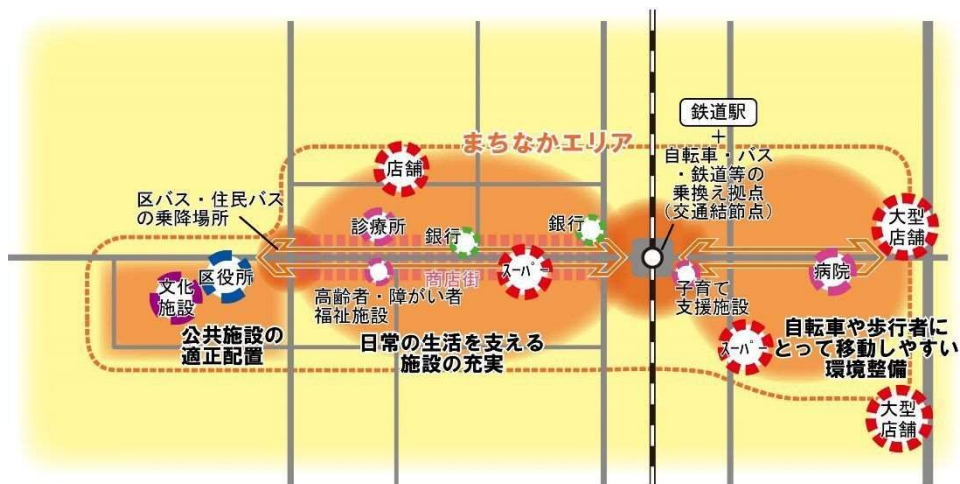 鉄道駅
+
自転車・バス
・鉄道等の
乗換え拠点
(交通結節点)
まちなかエリア
店舗
区バス・住民バス
の乗降場所
診療所
銀行
銀行
大型
店舗
区役所
文化
施設
商店街
スーパー
高齢者・障がい者
福祉施設
子育て
支援施設
病院
公共施設の
適正配置
日常の生活を支える
施設の充実
スーパー
自転車や歩行者に
とって移動しやすい
環境整備
大型
店舗